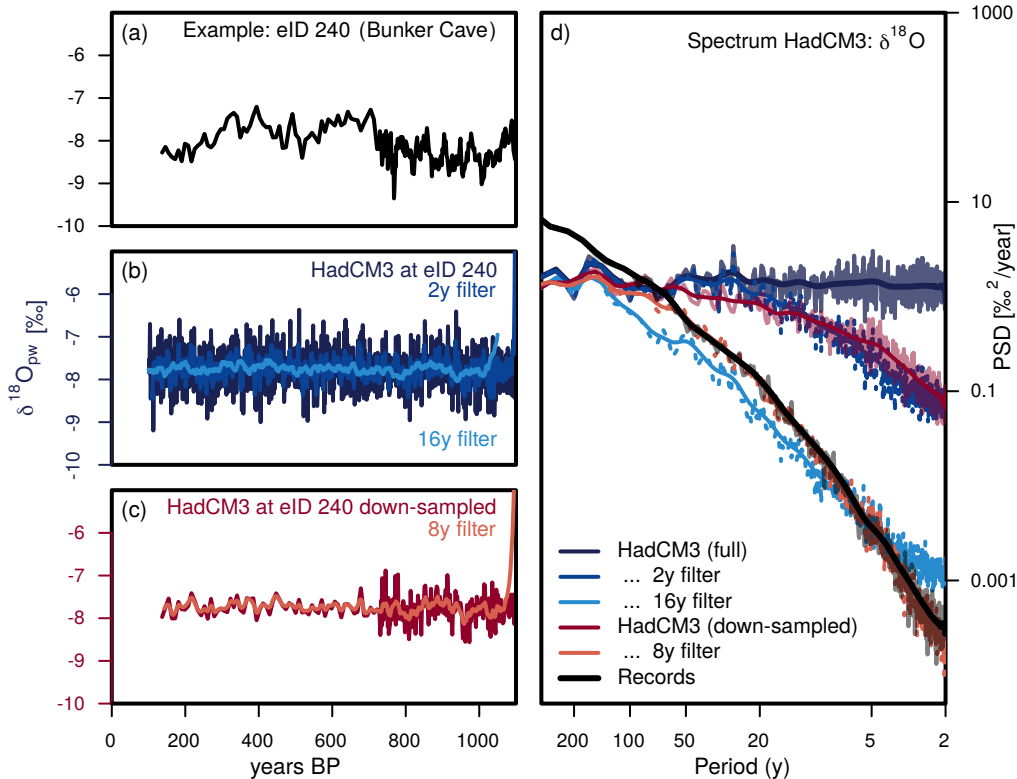 (a) Example: eID 240 (Bunker Cave)
-6
-7
-8
-9
-10
(b) HadCM3 at eID 240
2y filter
16y filter
-6
-7
-8
-9
-10
δ¹⁸Oₚw [‰]
(c) HadCM3 at eID 240 down-sampled
8y filter
-6
-7
-8
-9
-10
0 200 400 600 800 1000
years BP
d) Spectrum HadCM3: δ¹⁸O
HadCM3 (full)
... 2y filter
... 16y filter
HadCM3 (down-sampled)
... 8y filter
Records
1000
10
0.1
0.001
PSD [‰²/year]
200 100 50 20 5 2
Period (y)